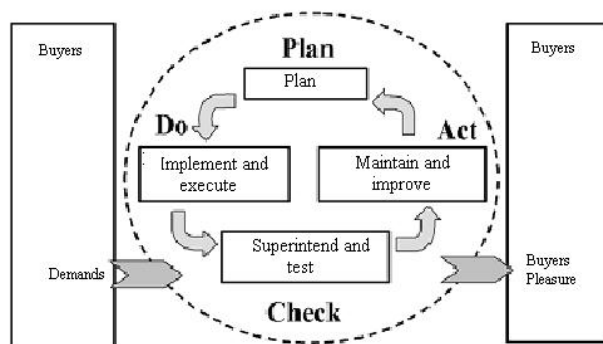 Buyers
Plan
Buyers
Plan
Do
Act
Implement and
execute
Maintain and
improve
Superintend and
test
Demands
Buyers
Pleasure
Check